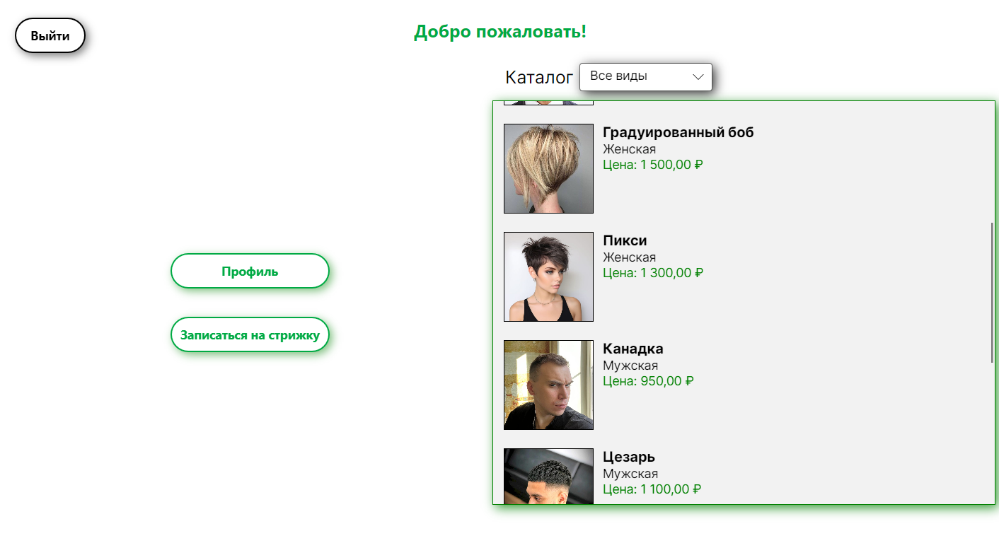 Выйти
Добро пожаловать!
Каталог
Все виды
Градуированный боб
Женская
Цена: 1 500,00 ₽
Пикси
Женская
Цена: 1 300,00 ₽
Канадка
Мужская
Цена: 950,00 ₽
Цезарь
Мужская
Цена: 1 100,00 ₽
Профиль
Записаться на стрижку